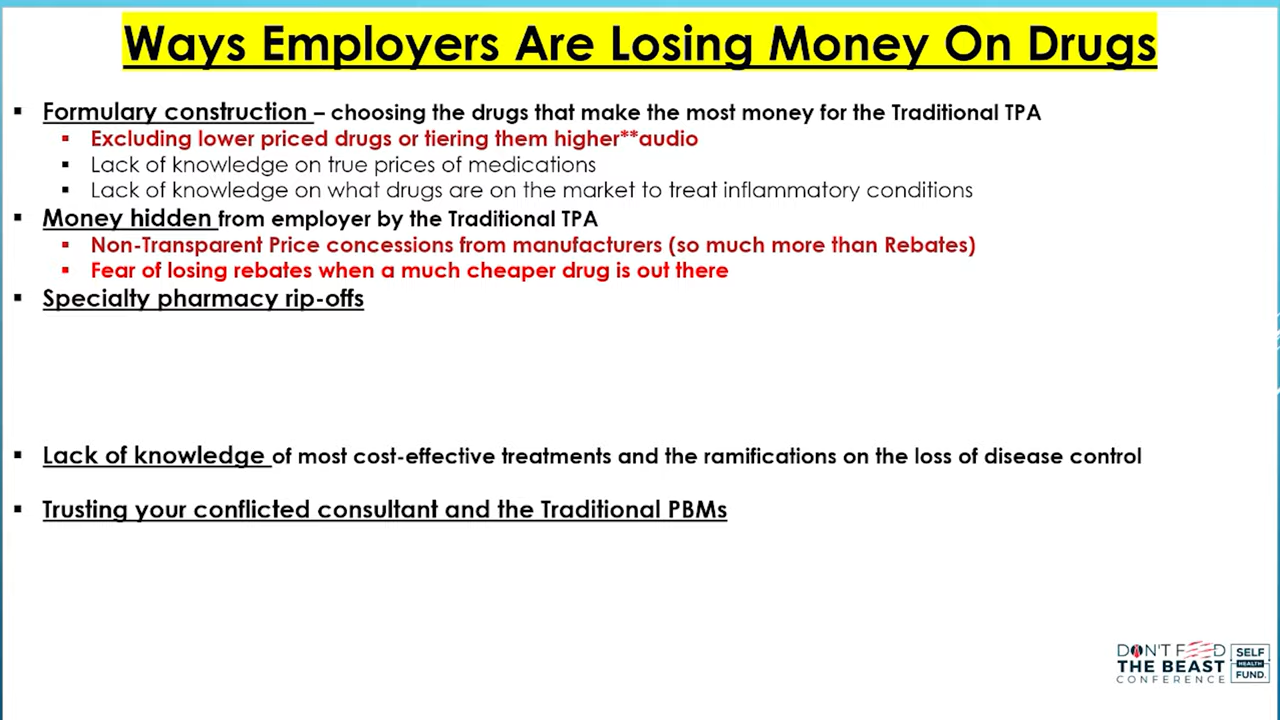 Ways Employers Are Losing Money On Drugs
▪ Formulary construction – choosing the drugs that make the most money for the Traditional TPA
▪ Excluding lower priced drugs or tiering them higher**audio
▪ Lack of knowledge on true prices of medications
▪ Lack of knowledge on what drugs are on the market to treat inflammatory conditions
▪ Money hidden from employer by the Traditional TPA
▪ Non-Transparent Price concessions from manufacturers (so much more than Rebates)
▪ Fear of losing rebates when a much cheaper drug is out there
▪ Specialty pharmacy rip-offs
▪ Lack of knowledge of most cost-effective treatments and the ramifications on the loss of disease control
▪ Trusting your conflicted consultant and the Traditional PBMs
DON'T FEED
THE BEAST
CONFERENCE
SELF
HEALTH
FUND.